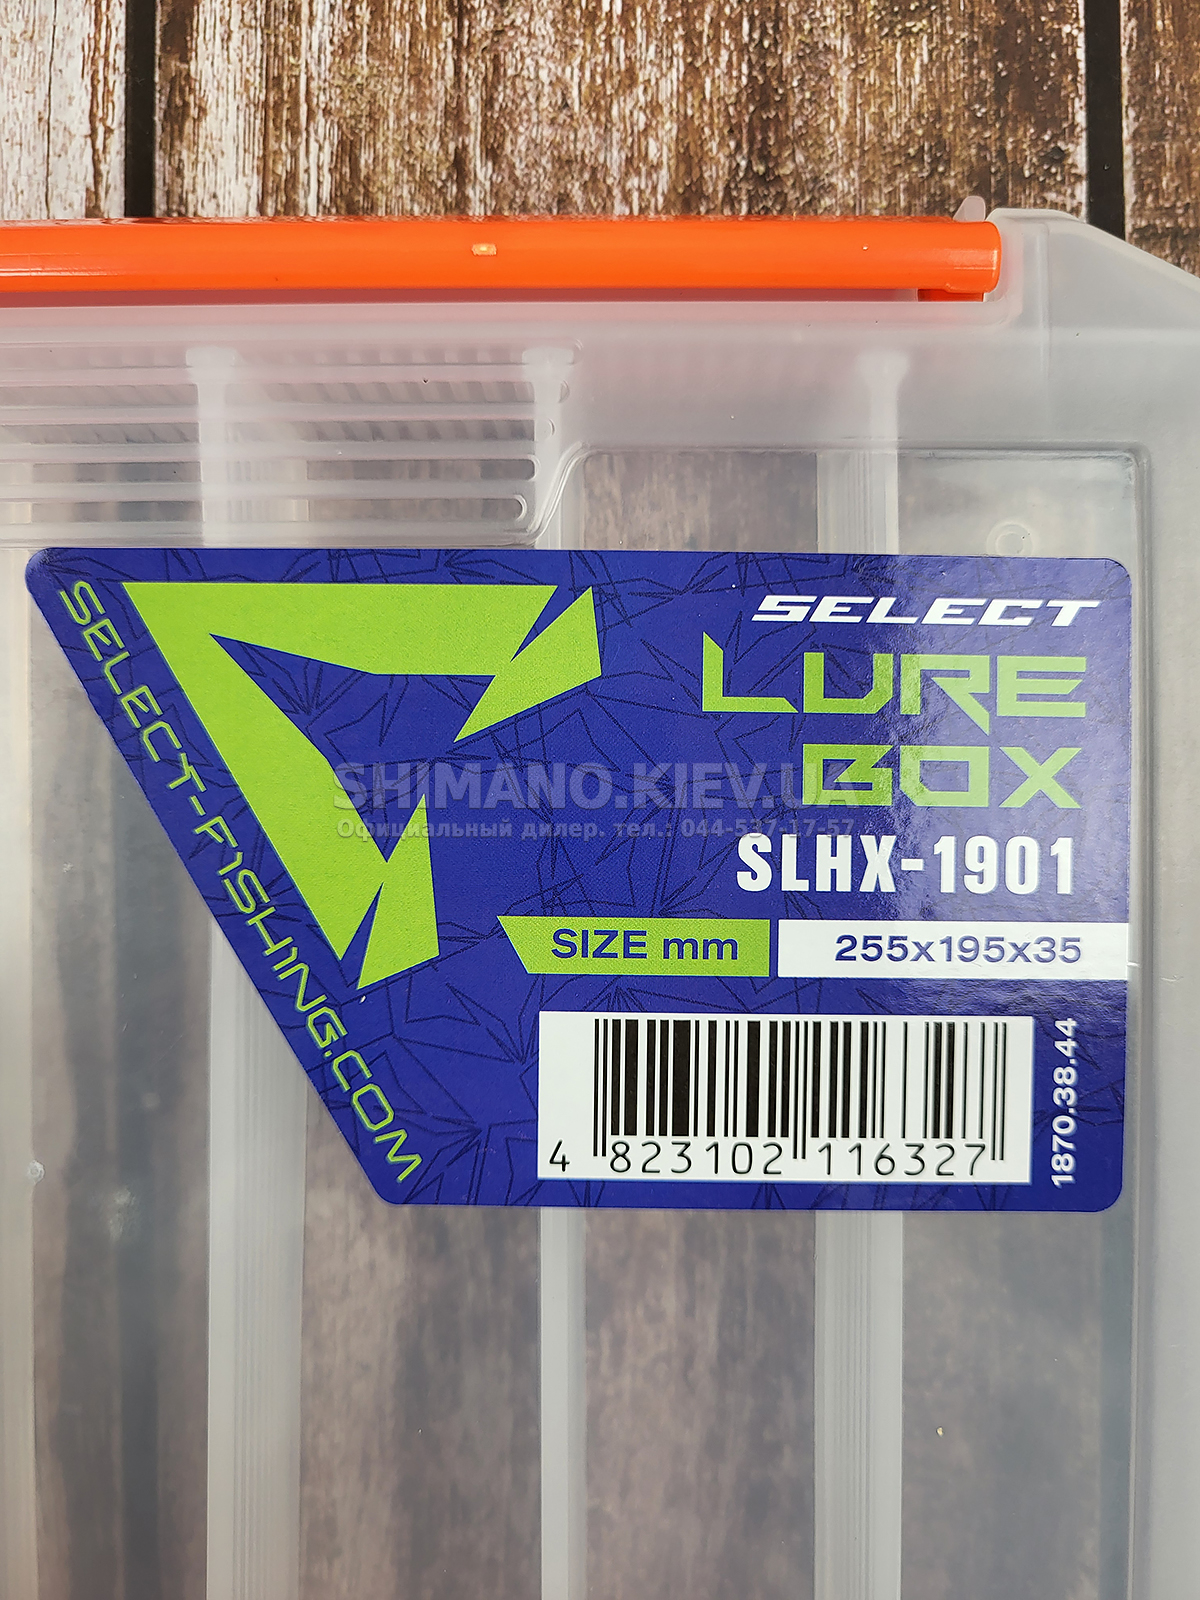 SELECT
LURE
BOX
SLHX-1901
SIZE mm
255x195x35
4 823102 116327
1870.38.44
SELECT-FISHING.COM
SHIMANO.KIEV.UA
Официальный дилер. тел.: 044-537-17-57